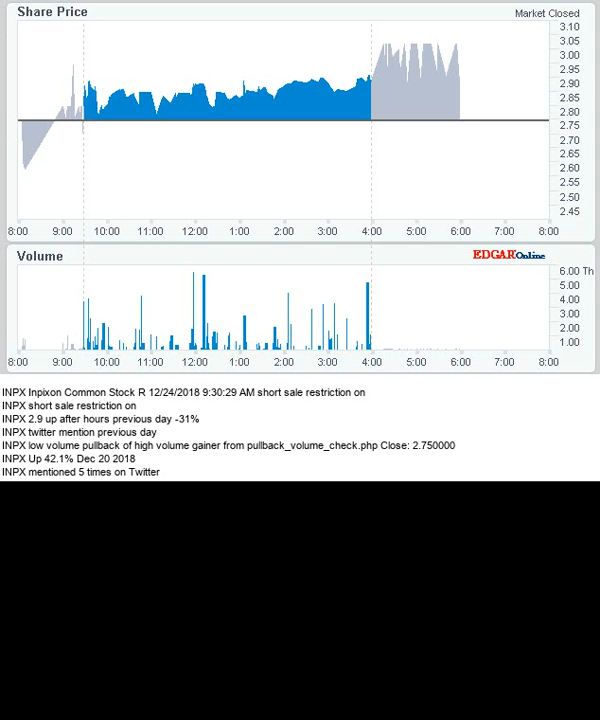 Share Price
Market Closed
3.10
3.05
3.00
2.95
2.90
2.85
2.80
2.75
2.70
2.65
2.60
2.55
2.50
2.45
8:00 9:00 10:00 11:00 12:00 1:00 2:00 3:00 4:00 5:00 6:00 7:00 8:00
Volume
EDGAR Online
6.00 Th
5.00
4.00
3.00
2.00
1.00
8:00 9:00 10:00 11:00 12:00 1:00 2:00 3:00 4:00 5:00 6:00 7:00 8:00
INPX Inpixon Common Stock R 12/24/2018 9:30:29 AM short sale restriction on
INPX short sale restriction on
INPX 2.9 up after hours previous day -31%
INPX twitter mention previous day
INPX low volume pullback of high volume gainer from pullback_volume_check.php Close: 2.750000
INPX Up 42.1% Dec 20 2018
INPX mentioned 5 times on Twitter